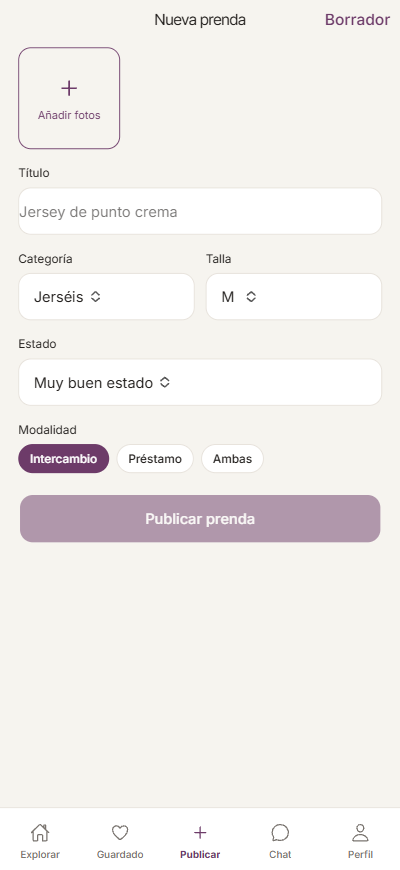 Nueva prenda
Borrador
Añadir fotos
Título
Jersey de punto crema
Categoría
Talla
Jerséis
M
Estado
Muy buen estado
Modalidad
Intercambio
Préstamo
Ambas
Publicar prenda
Explorar
Guardado
Publicar
Chat
Perfil